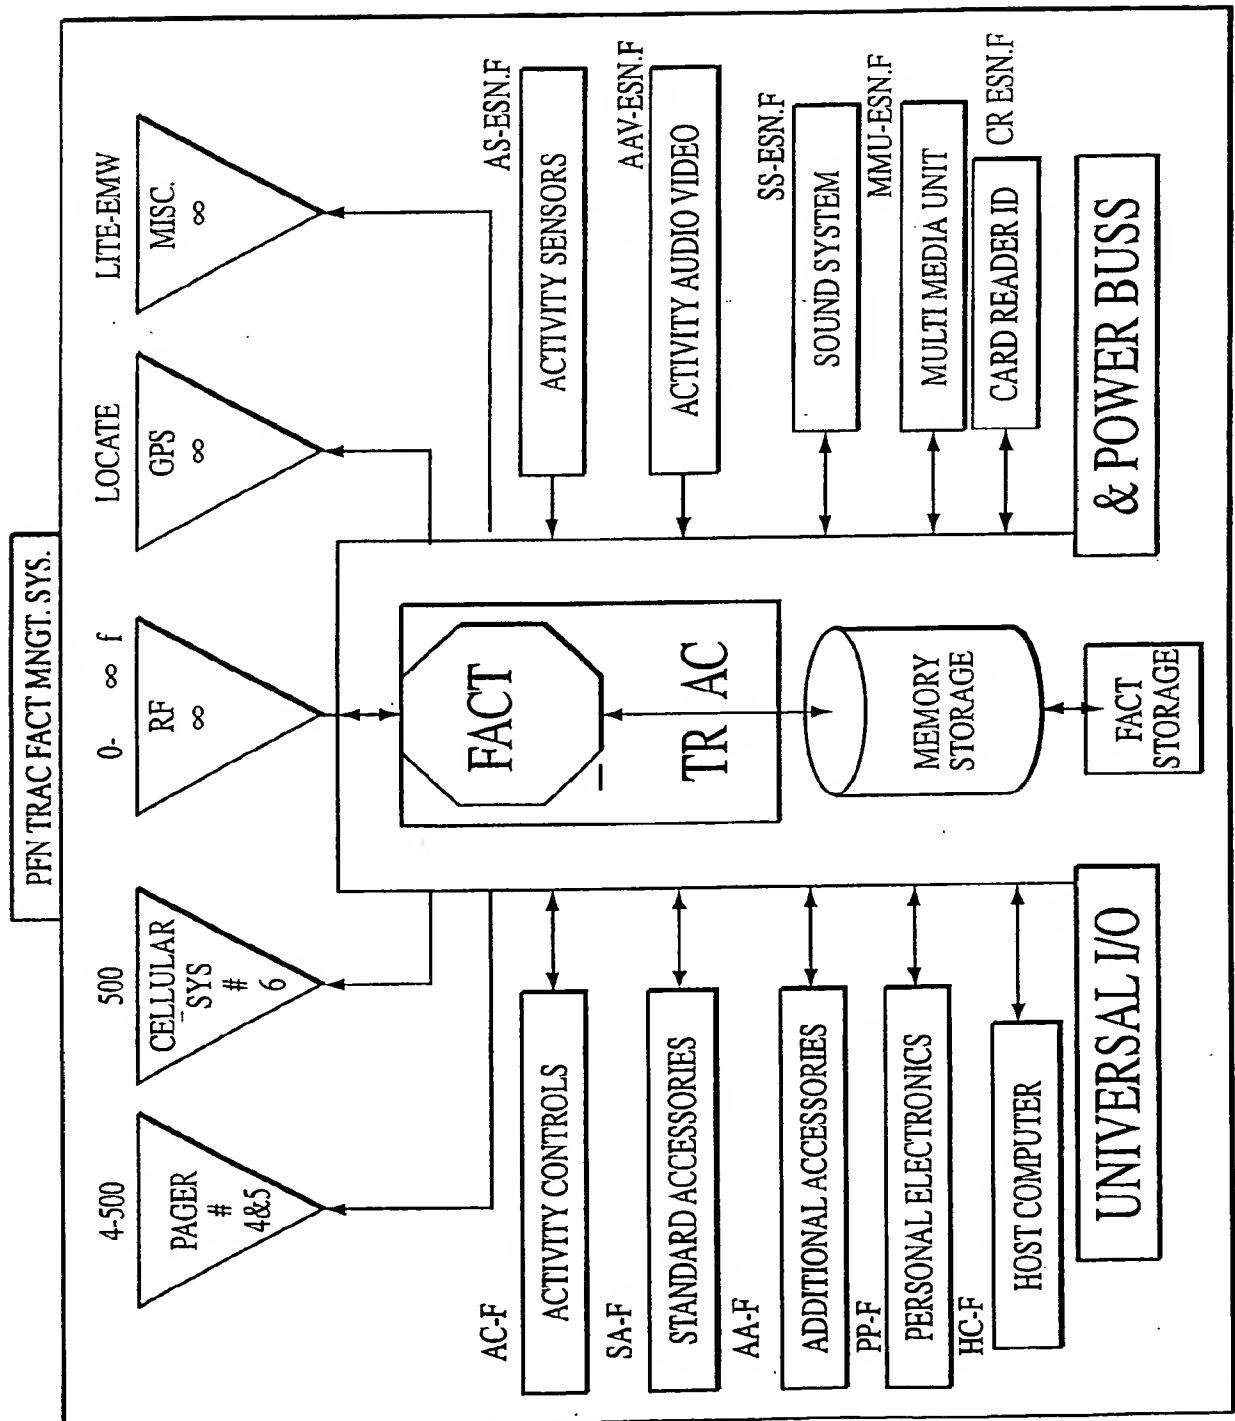 PFN TRAC FACT MNGT. SYS.
4-500
500
0- ∞ f
LOCATE
LITE-EMW
PAGER
#
4&5
CELLULAR
SYS
#
6
RF
∞
GPS
∞
MISC.
∞
AC-F
ACTIVITY CONTROLS
SA-F
STANDARD ACCESSORIES
AA-F
ADDITIONAL ACCESSORIES
PP-F
PERSONAL ELECTRONICS
HC-F
HOST COMPUTER
UNIVERSAL I/O
FACT
TR AC
MEMORY
STORAGE
FACT
STORAGE
AS-ESN.F
ACTIVITY SENSORS
AAV-ESN.F
ACTIVITY AUDIO VIDEO
SS-ESN.F
SOUND SYSTEM
MMU-ESN.F
MULTI MEDIA UNIT
CR ESN.F
CARD READER ID
& POWER BUSS